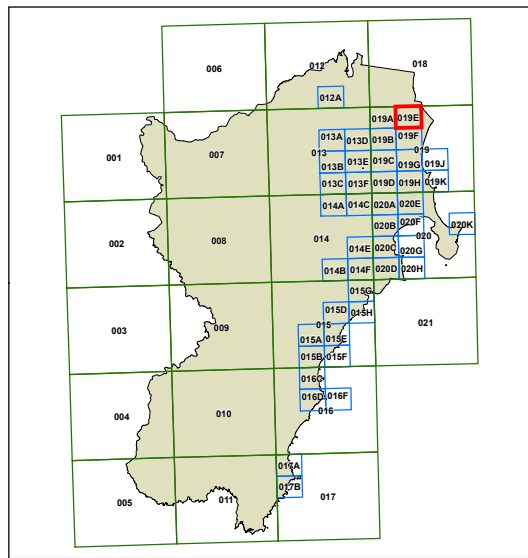 006 012 018
012A
019A 019E
001 007 013A 013D 019B 019F
013 019
013B 013E 019C 019G 019J
013C 013F 019D 019H 019K
014A 014C 020A 020E
002 008 014 020B 020F 020K
020
014E 020C 020G
014B 014F 020D 020H
015G
003 009 015D 015H 021
015
015A 015E
015B 015F
016C
004 010 016D 016F
016
017A
005 011 017B 017